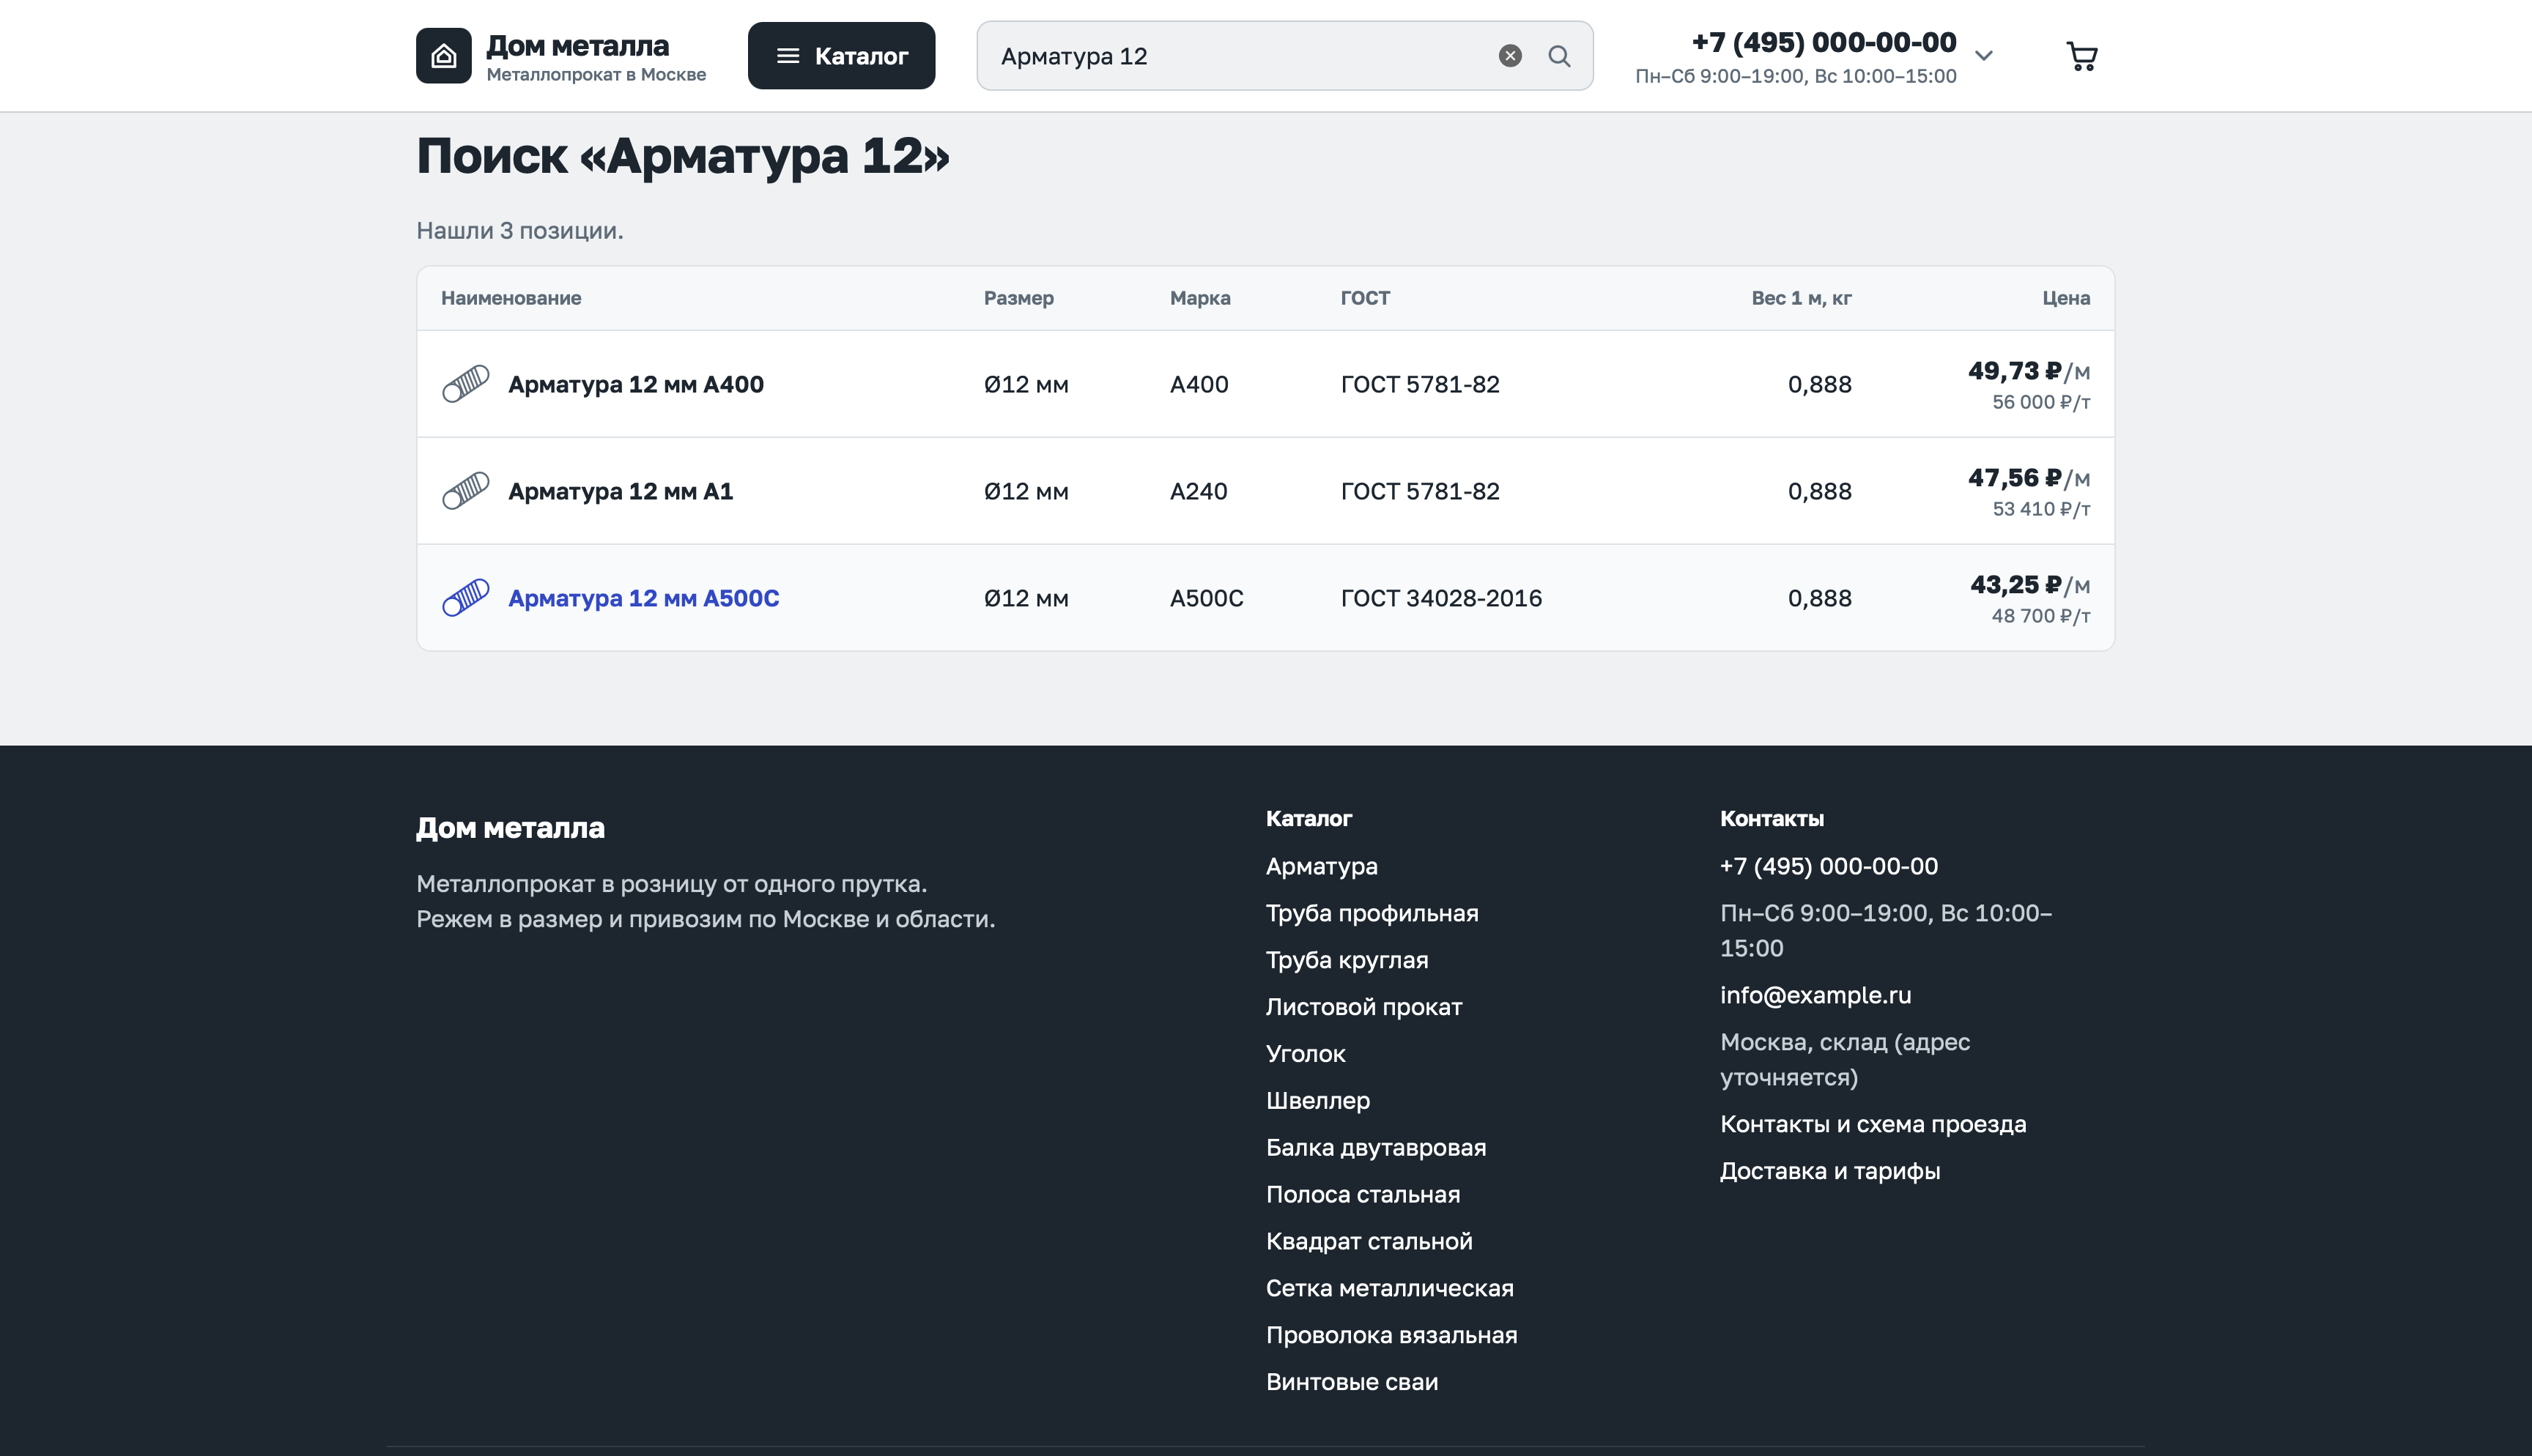 Дом металла
Металлопрокат в Москве
Каталог
Арматура 12
+7 (495) 000-00-00
Пн–Сб 9:00–19:00, Вс 10:00–15:00
Поиск «Арматура 12»
Нашли 3 позиции.
Наименование Размер Марка ГОСТ Вес 1 м, кг Цена
Арматура 12 мм А400 Ø12 мм А400 ГОСТ 5781-82 0,888 49,73 ₽/м
56 000 ₽/т
Арматура 12 мм А1 Ø12 мм А240 ГОСТ 5781-82 0,888 47,56 ₽/м
53 410 ₽/т
Арматура 12 мм А500С Ø12 мм А500С ГОСТ 34028-2016 0,888 43,25 ₽/м
48 700 ₽/т
Дом металла
Металлопрокат в розницу от одного прутка.
Режем в размер и привозим по Москве и области.
Каталог
Арматура
Труба профильная
Труба круглая
Листовой прокат
Уголок
Швеллер
Балка двутавровая
Полоса стальная
Квадрат стальной
Сетка металлическая
Проволока вязальная
Винтовые сваи
Контакты
+7 (495) 000-00-00
Пн–Сб 9:00–19:00, Вс 10:00–
15:00
info@example.ru
Москва, склад (адрес
уточняется)
Контакты и схема проезда
Доставка и тарифы